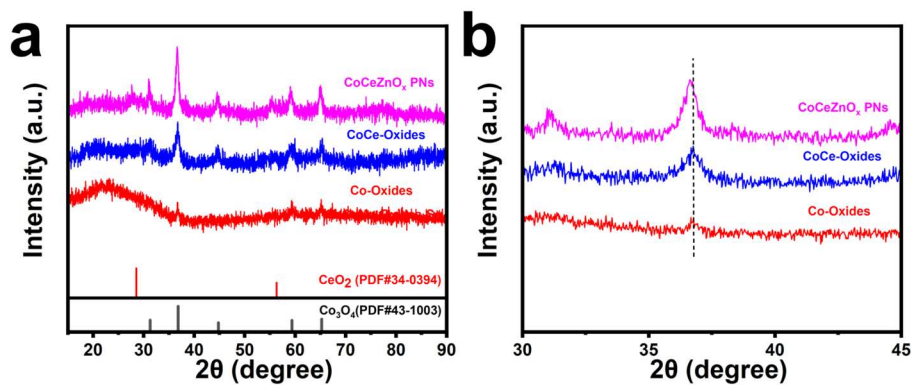 a
Intensity (a.u.)
CoCeZnOₓ PNs
CoCe-Oxides
Co-Oxides
CeO₂ (PDF#34-0394)
Co₃O₄(PDF#43-1003)
20 30 40 50 60 70 80 90
2θ (degree)
b
Intensity (a.u.)
CoCeZnOₓ PNs
CoCe-Oxides
Co-Oxides
30 35 40 45
2θ (degree)